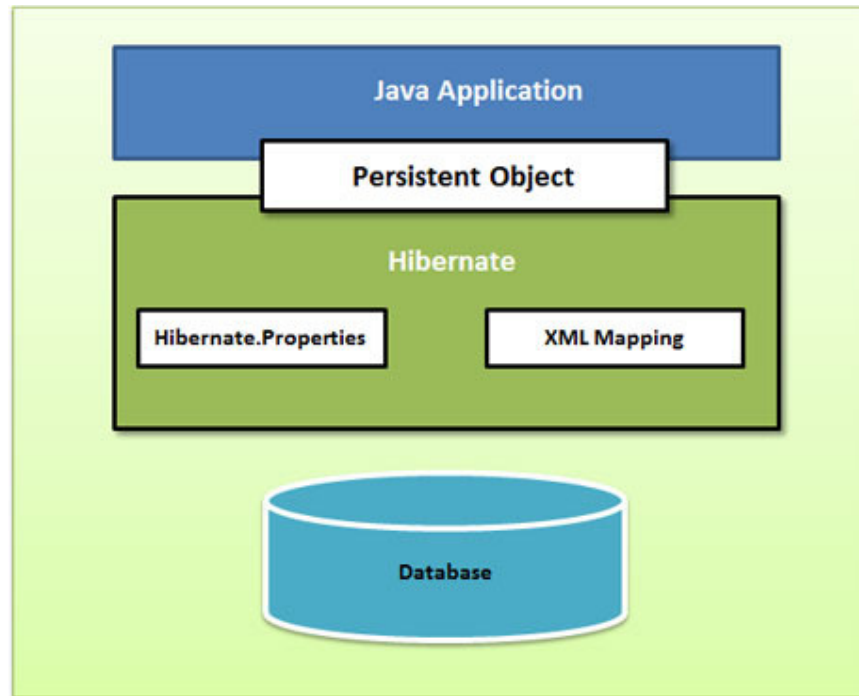 Java Application
Persistent Object
Hibernate
Hibernate.Properties
XML Mapping
Database